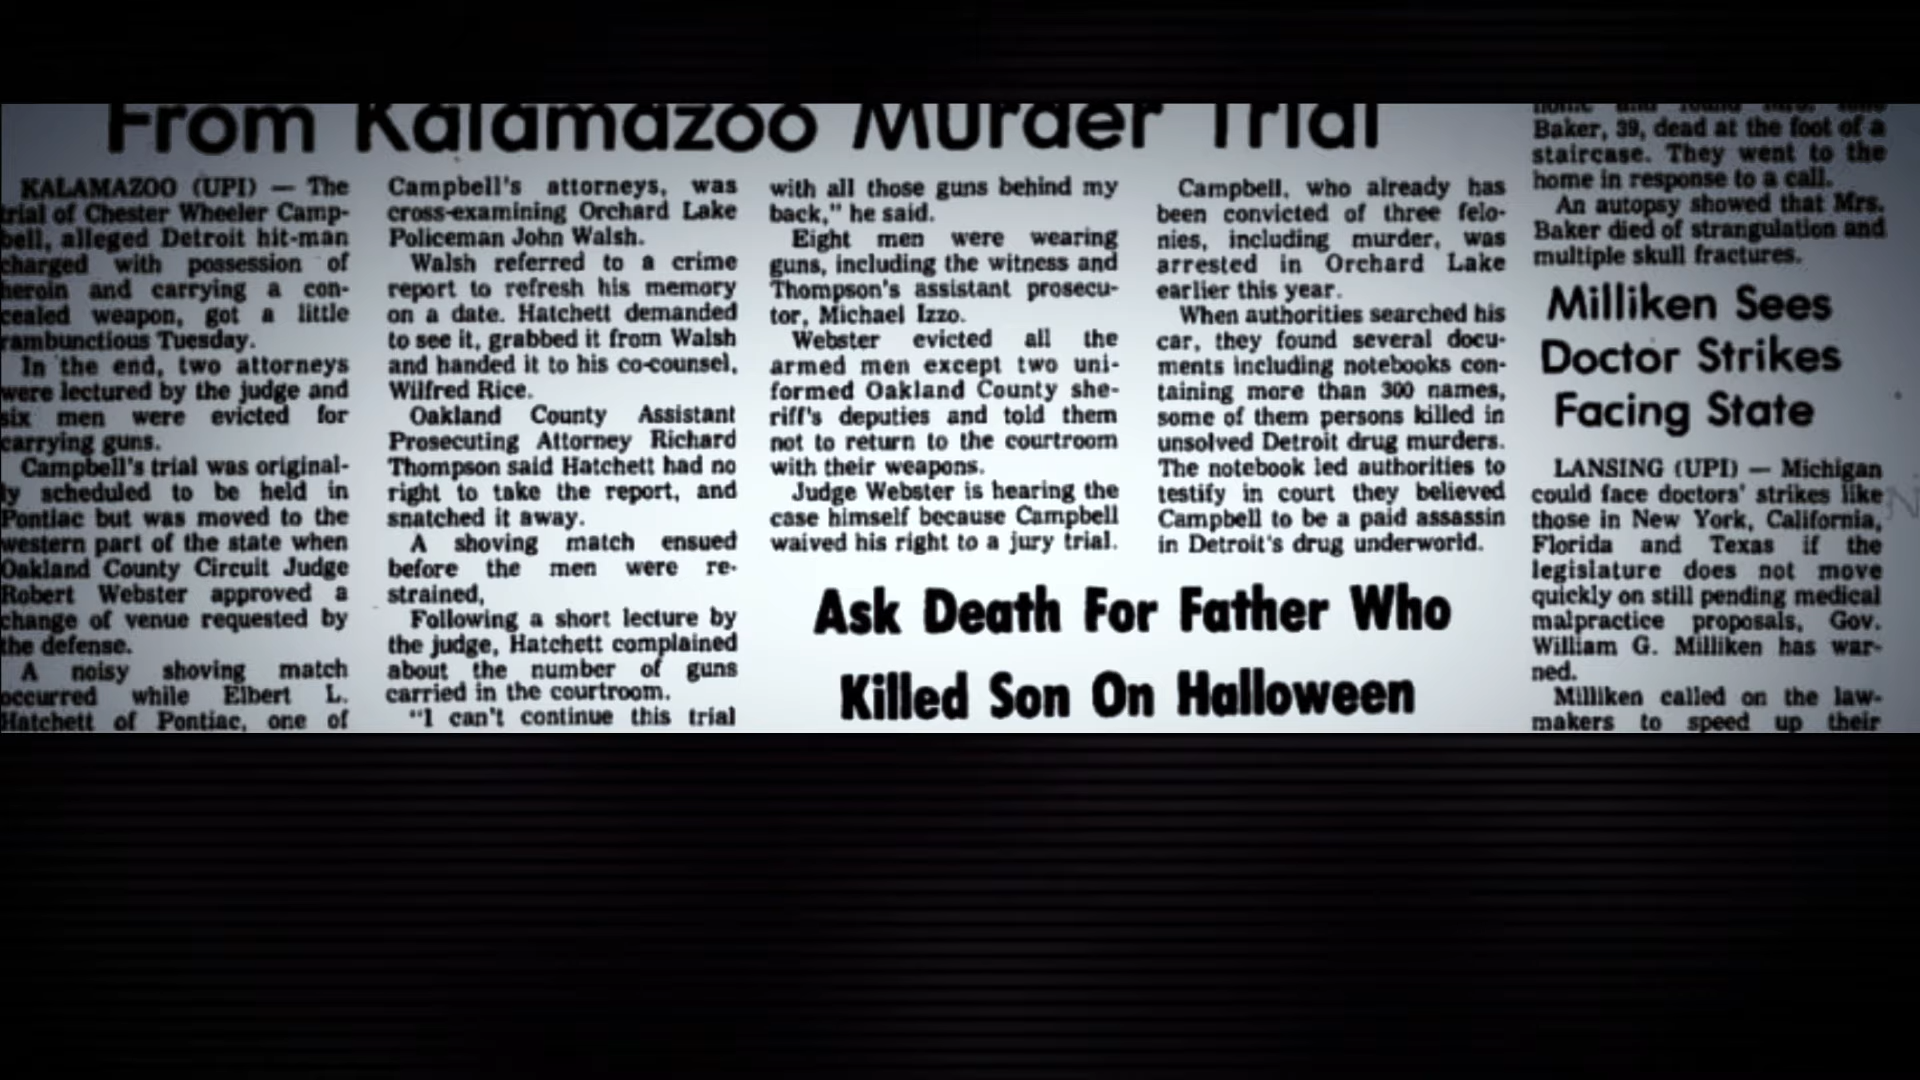 From Kalamazoo Murder Trial
KALAMAZOO (UPI) — The
trial of Chester Wheeler Camp-
bell, alleged Detroit hit-man
charged with possession of
heroin and carrying a con-
cealed weapon, got a little
rambunctious Tuesday.
In the end, two attorneys
were lectured by the judge and
six men were evicted for
carrying guns.
Campbell's trial was original-
ly scheduled to be held in
Pontiac but was moved to the
western part of the state when
Oakland County Circuit Judge
Robert Webster approved a
change of venue requested by
the defense.
A noisy shoving match
occurred while Elbert L.
Hatchett of Pontiac, one of
Campbell's attorneys, was
cross-examining Orchard Lake
Policeman John Walsh.
Walsh referred to a crime
report to refresh his memory
on a date. Hatchett demanded
to see it, grabbed it from Walsh
and handed it to his co-counsel,
Wilfred Rice.
Oakland County Assistant
Prosecuting Attorney Richard
Thompson said Hatchett had no
right to take the report, and
snatched it away.
A shoving match ensued
before the men were re-
strained,
Following a short lecture by
the judge, Hatchett complained
about the number of guns
carried in the courtroom.
"I can't continue this trial
with all those guns behind my
back," he said.
Eight men were wearing
guns, including the witness and
Thompson's assistant prosecu-
tor, Michael Izzo.
Webster evicted all the
armed men except two uni-
formed Oakland County she-
riff's deputies and told them
not to return to the courtroom
with their weapons.
Judge Webster is hearing the
case himself because Campbell
waived his right to a jury trial.
Campbell, who already has
been convicted of three felo-
nies, including murder, was
arrested in Orchard Lake
earlier this year.
When authorities searched his
car, they found several docu-
ments including notebooks con-
taining more than 300 names,
some of them persons killed in
unsolved Detroit drug murders.
The notebook led authorities to
testify in court they believed
Campbell to be a paid assassin
in Detroit's drug underworld.
Ask Death For Father Who
Killed Son On Halloween
home and found Mrs.
Baker, 39, dead at the foot of a
staircase. They went to the
home in response to a call.
An autopsy showed that Mrs.
Baker died of strangulation and
multiple skull fractures.
Milliken Sees
Doctor Strikes
Facing State
LANSING (UPI) — Michigan
could face doctors' strikes like
those in New York, California,
Florida and Texas if the
legislature does not move
quickly on still pending medical
malpractice proposals, Gov.
William G. Milliken has war-
ned.
Milliken called on the law-
makers to speed up their